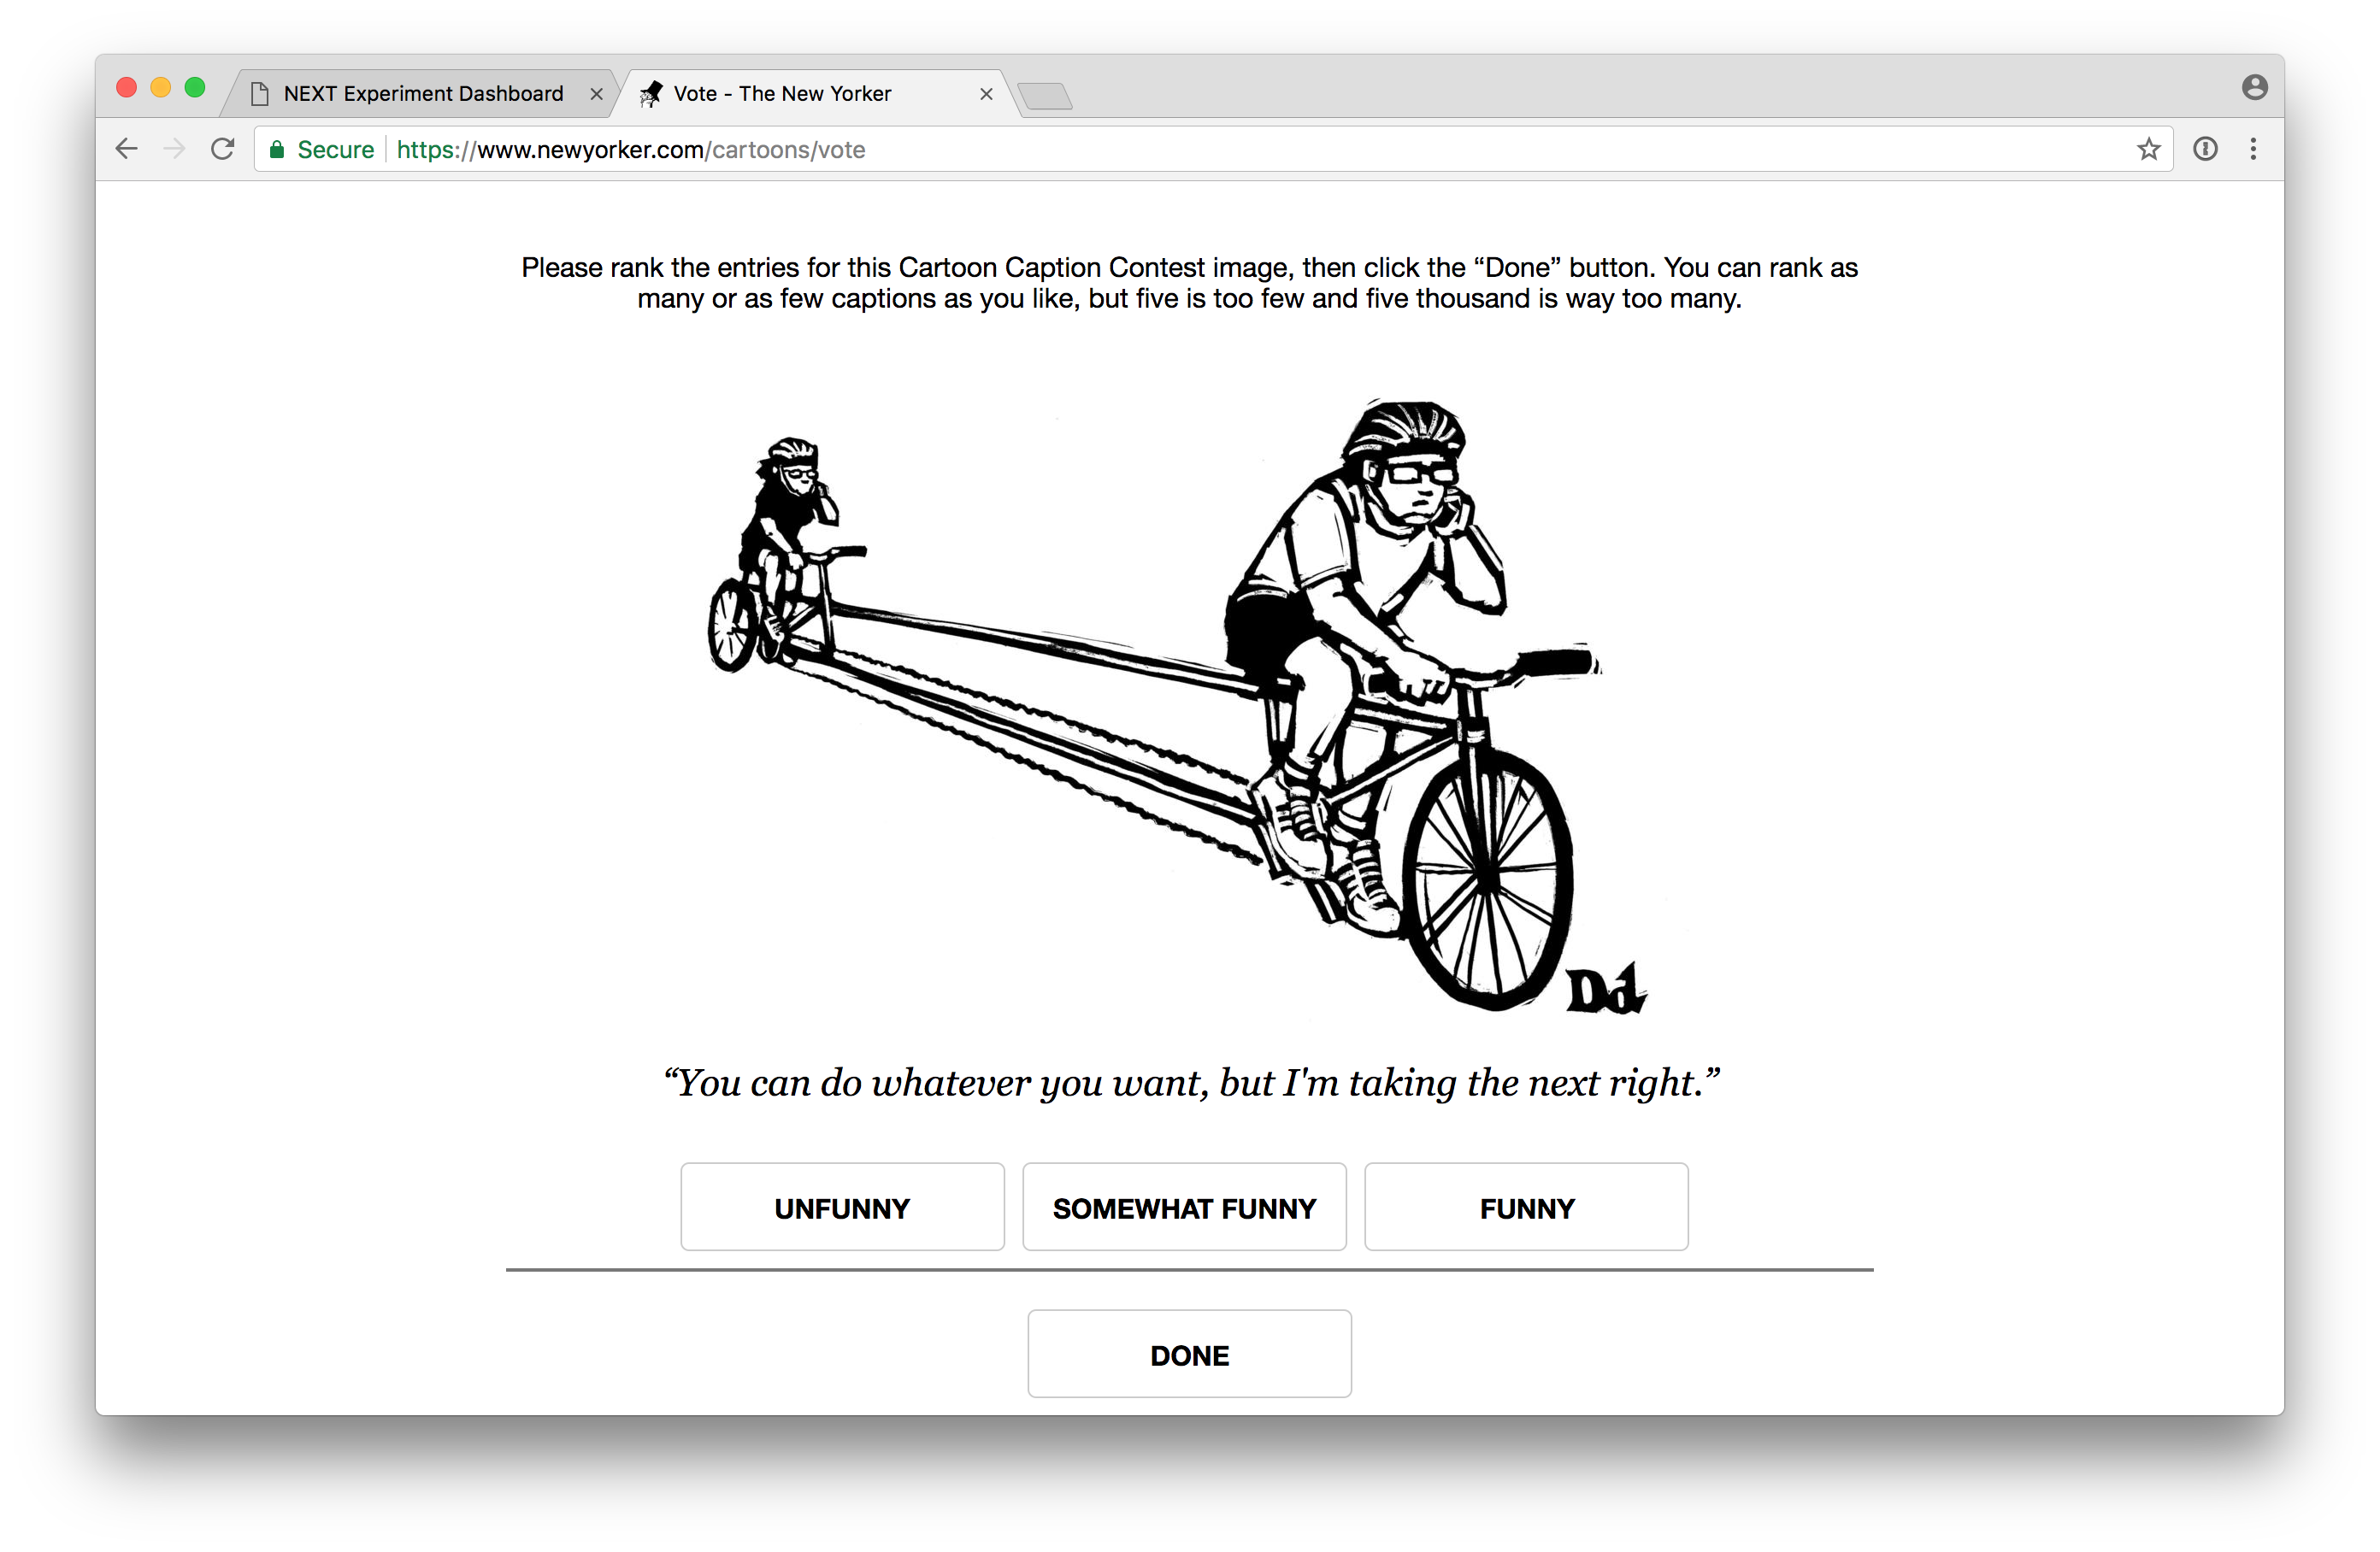 NEXT Experiment Dashboard
Vote - The New Yorker
Secure
https://www.newyorker.com/cartoons/vote
Please rank the entries for this Cartoon Caption Contest image, then click the “Done” button. You can rank as
many or as few captions as you like, but five is too few and five thousand is way too many.
Dd
“You can do whatever you want, but I'm taking the next right.”
UNFUNNY
SOMEWHAT FUNNY
FUNNY
DONE